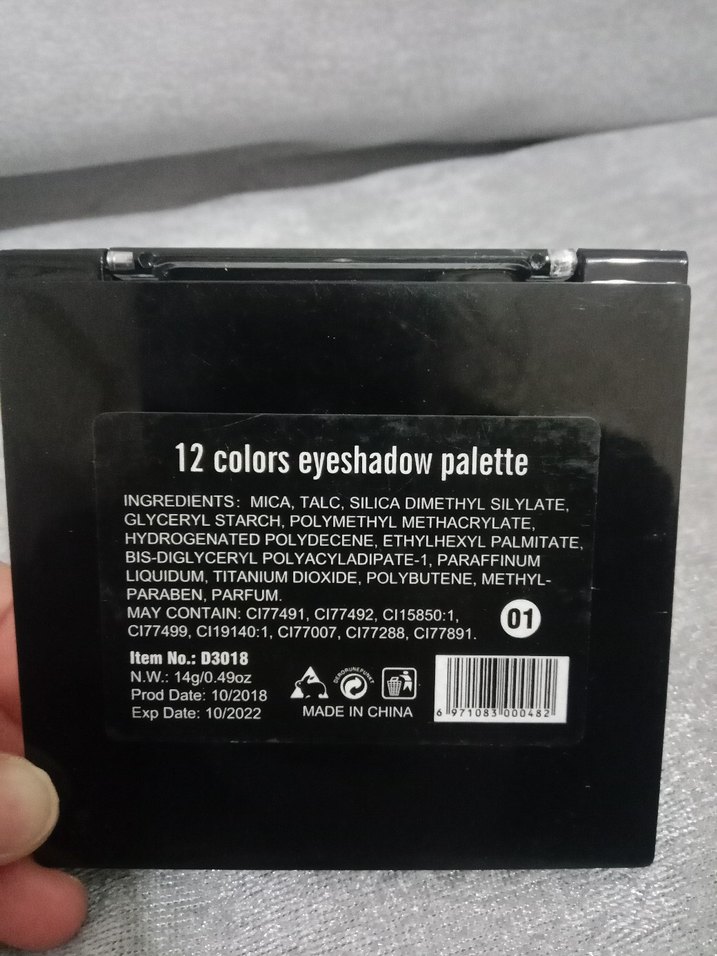 12 colors eyeshadow palette
INGREDIENTS: MICA, TALC, SILICA DIMETHYL SILYLATE,
GLYCERYL STARCH, POLYMETHYL METHACRYLATE,
HYDROGENATED POLYDECENE, ETHYLHEXYL PALMITATE,
BIS-DIGLYCERYL POLYACYLADIPATE-1, PARAFFINUM
LIQUIDUM, TITANIUM DIOXIDE, POLYBUTENE, METHYL-
PARABEN, PARFUM.
MAY CONTAIN: CI77491, CI77492, CI15850:1,
CI77499, CI19140:1, CI77007, CI77288, CI77891.
01
Item No.: D3018
N.W.: 14g/0.49oz
Prod Date: 10/2018
Exp Date: 10/2022
MADE IN CHINA
6 971083 000482